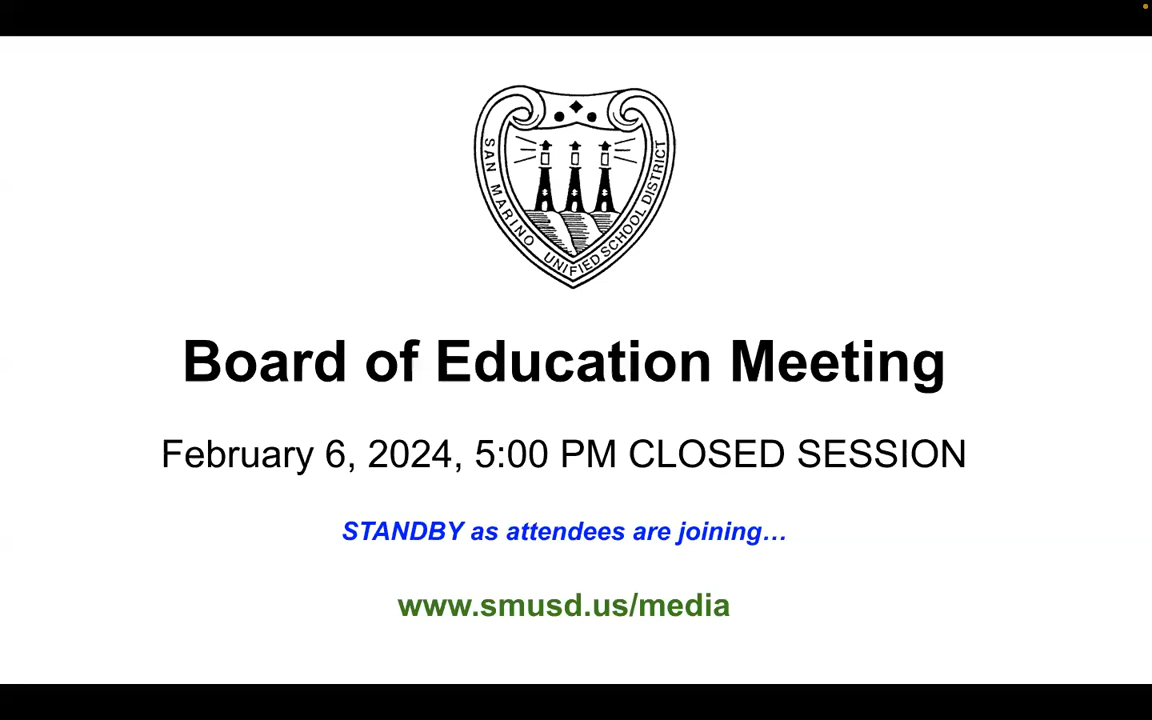 SAN MARINO UNIFIED SCHOOL DISTRICT
Board of Education Meeting
February 6, 2024, 5:00 PM CLOSED SESSION
STANDBY as attendees are joining…
www.smusd.us/media